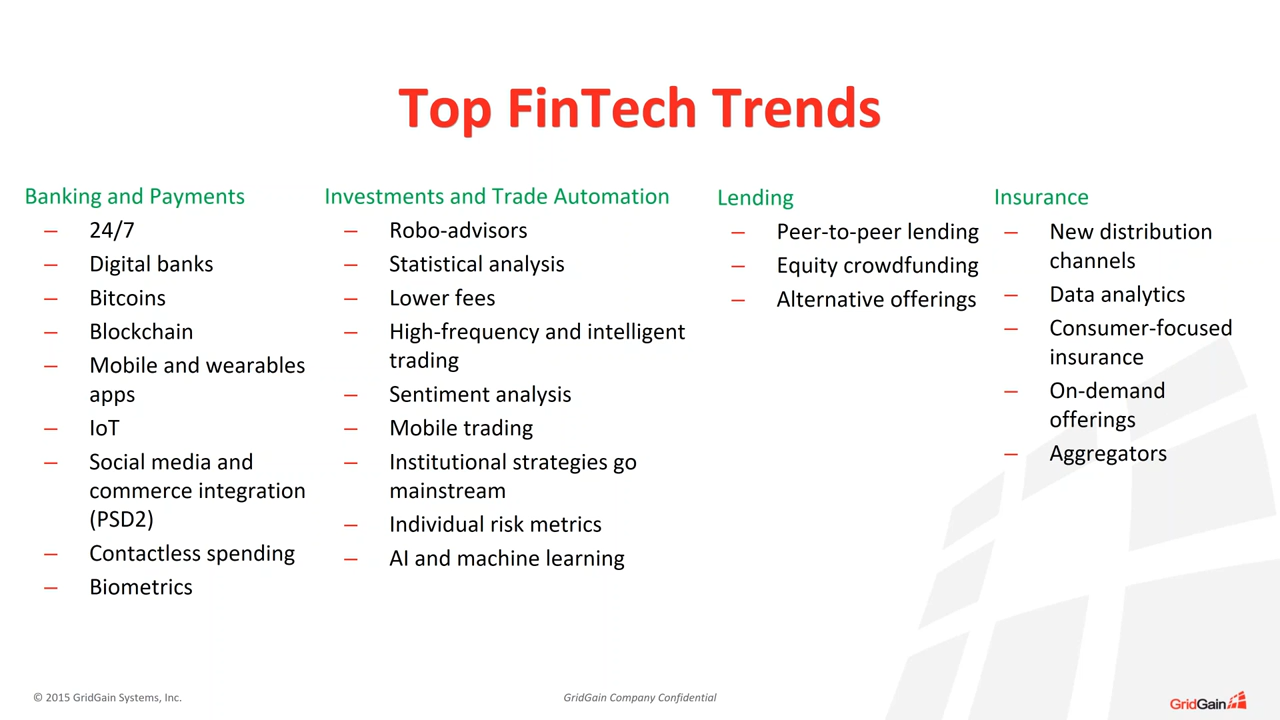 Top FinTech Trends
Banking and Payments
– 24/7
– Digital banks
– Bitcoins
– Blockchain
– Mobile and wearables
apps
– IoT
– Social media and
commerce integration
(PSD2)
– Contactless spending
– Biometrics
Investments and Trade Automation
– Robo-advisors
– Statistical analysis
– Lower fees
– High-frequency and intelligent
trading
– Sentiment analysis
– Mobile trading
– Institutional strategies go
mainstream
– Individual risk metrics
– AI and machine learning
Lending
– Peer-to-peer lending
– Equity crowdfunding
– Alternative offerings
Insurance
– New distribution
channels
– Data analytics
– Consumer-focused
insurance
– On-demand
offerings
– Aggregators
© 2015 GridGain Systems, Inc.
GridGain Company Confidential
GridGain